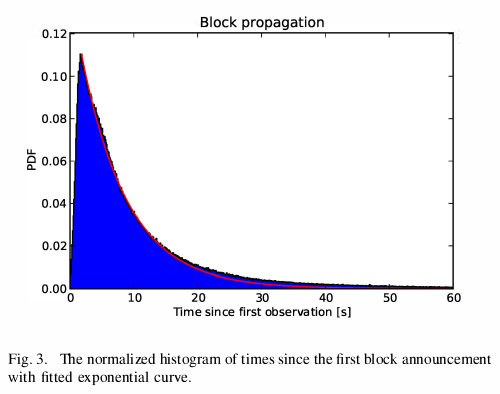 Block propagation
0.12
0.10
0.08
0.06
0.04
0.02
0.00
PDF
0 10 20 30 40 50 60
Time since first observation [s]
Fig. 3. The normalized histogram of times since the first block announcement
with fitted exponential curve.